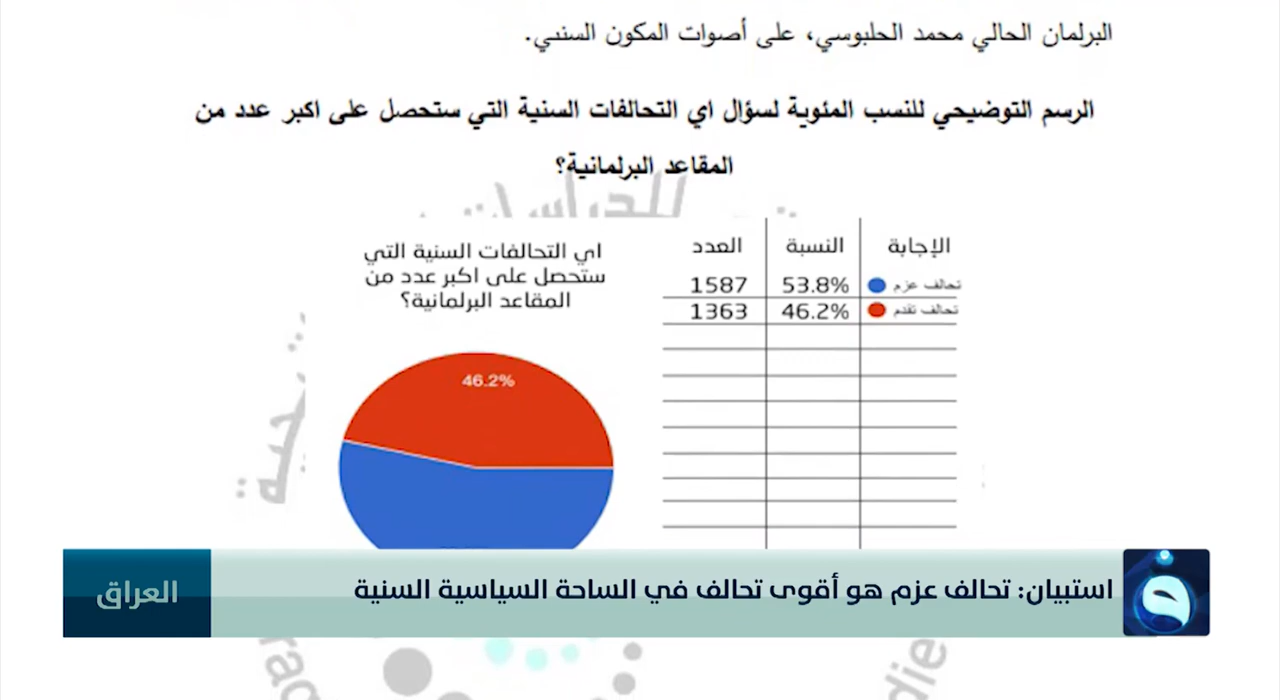 البرلمان الحالي محمد الحلبوسي، على أصوات المكون السنني.
الرسم التوضيحي للنسب المئوية لسؤال اي التحالفات السنية التي ستحصل على اكبر عدد من
المقاعد البرلمانية؟
للدراسات
الإجابة النسبة العدد
تحالف عزم 53.8% 1587
تحالف تقدم 46.2% 1363
اي التحالفات السنية التي
ستحصل على اكبر عدد من
المقاعد البرلمانية؟
46.2%
استبيان: تحالف عزم هو أقوى تحالف في الساحة السياسية السنية
العراق